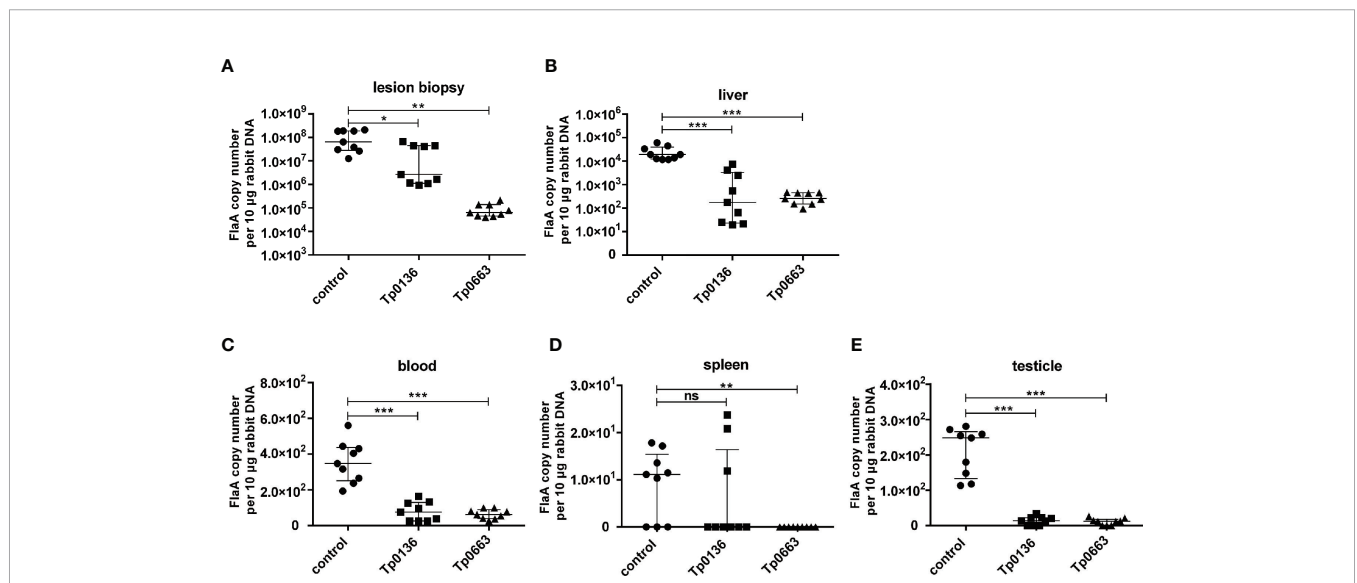 A
lesion biopsy
**
*
1.0×10⁹
1.0×10⁸
1.0×10⁷
1.0×10⁶
1.0×10⁵
1.0×10⁴
1.0×10³
FlaA copy number
per 10 µg rabbit DNA
control
Tp0136
Tp0663
B
liver
***
***
1.0×10⁶
1.0×10⁵
1.0×10⁴
1.0×10³
1.0×10²
1.0×10¹
0
FlaA copy number
per 10 µg rabbit DNA
control
Tp0136
Tp0663
C
blood
***
***
8.0×10²
6.0×10²
4.0×10²
2.0×10²
0
FlaA copy number
per 10 µg rabbit DNA
control
Tp0136
Tp0663
D
spleen
**
ns
3.0×10¹
2.0×10¹
1.0×10¹
0
FlaA copy number
per 10 µg rabbit DNA
control
Tp0136
Tp0663
E
testicle
***
***
4.0×10²
3.0×10²
2.0×10²
1.0×10²
0
FlaA copy number
per 10 µg rabbit DNA
control
Tp0136
Tp0663